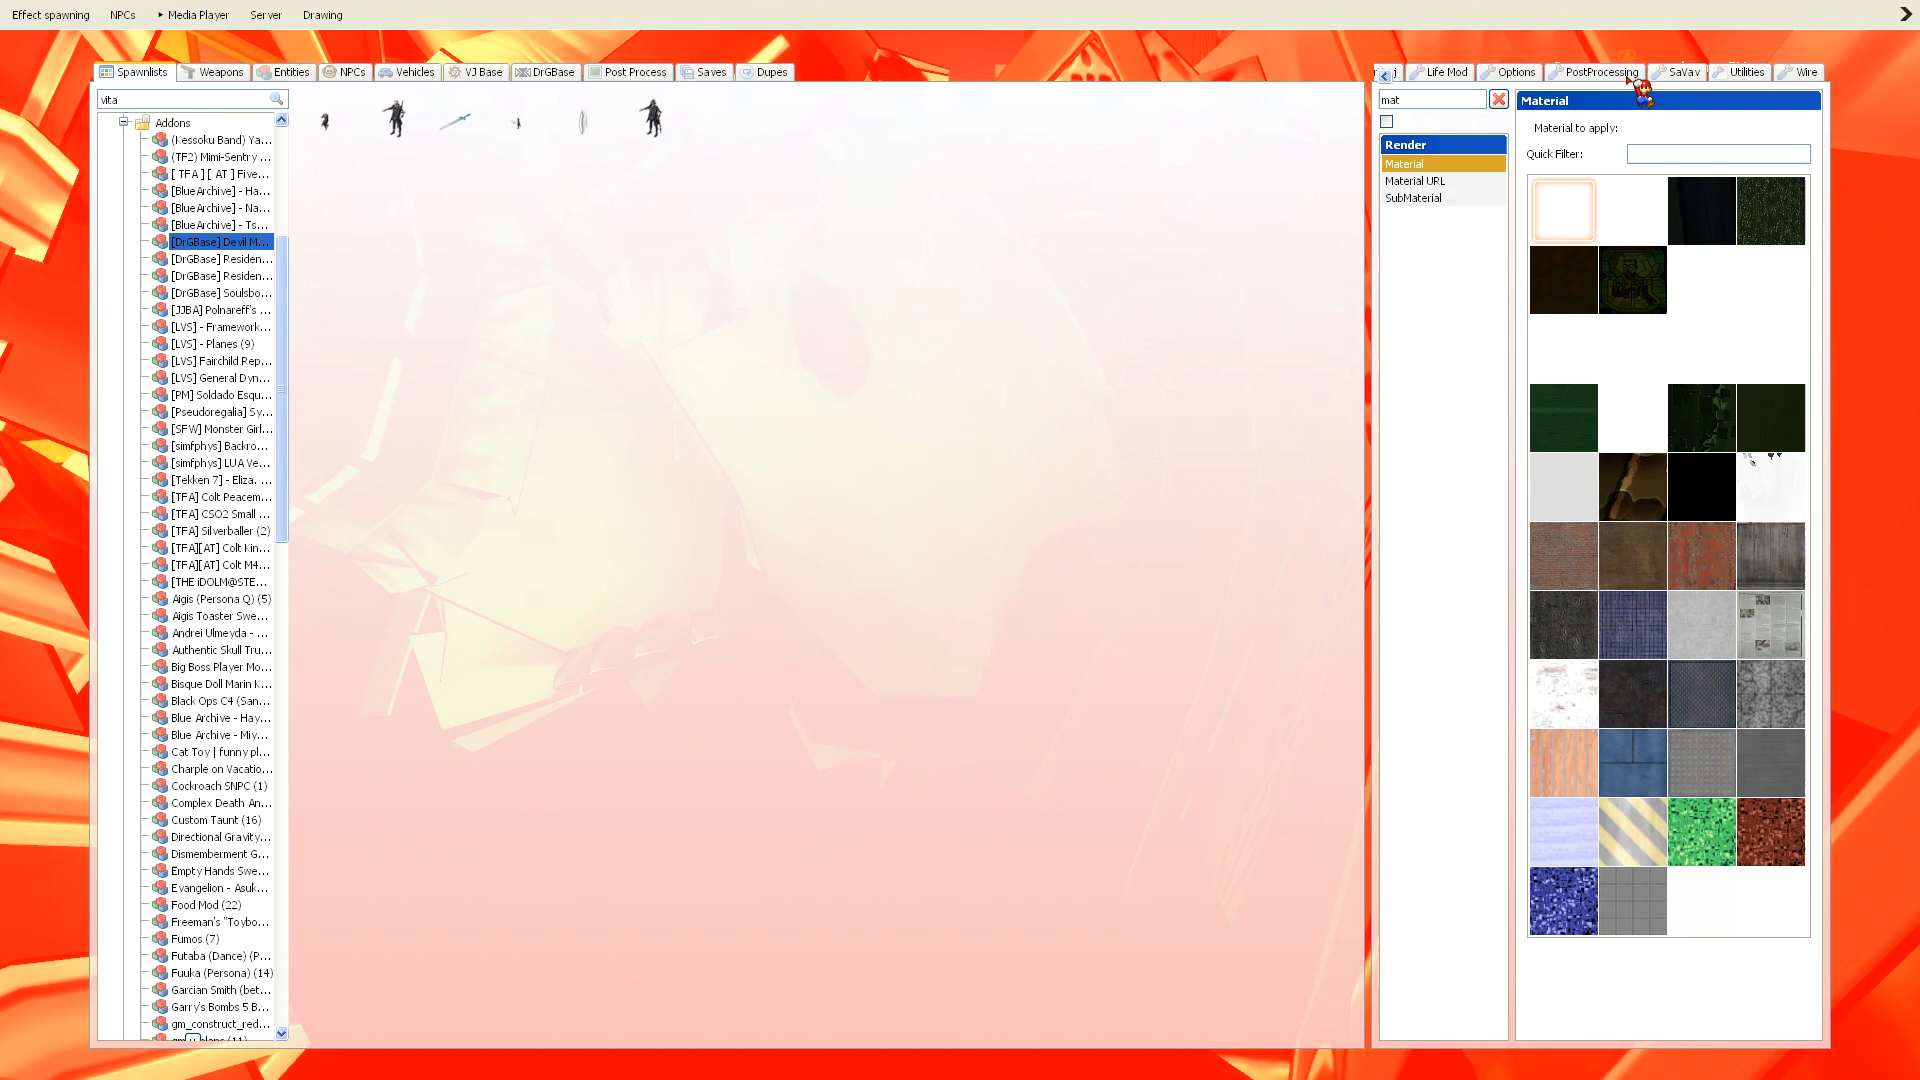 Effect spawning NPCs Media Player Server Drawing
Spawnlists Weapons Entities NPCs Vehicles VJ Base DrGBase Post Process Saves Dupes
vita
Addons
(Kessoku Band) Ya...
(TF2) Mimi-Sentry ...
[ TFA ] [ AT ] Five...
[BlueArchive] - Ha...
[BlueArchive] - Na...
[BlueArchive] - Ts...
[DrGBase] Devil M...
[DrGBase] Residen...
[DrGBase] Residen...
[DrGBase] Soulsbo...
[JJBA] Polnareff's ...
[LVS] - Framework...
[LVS] - Planes (9)
[LVS] Fairchild Rep...
[LVS] General Dyn...
[PM] Soldado Esqu...
[Pseudoregalia] Sy...
[SFW] Monster Girl...
[simfphys] Backro...
[simfphys] LUA Ve...
[Tekken 7] - Eliza. ...
[TFA] Colt Peacem...
[TFA] CSO2 Small ...
[TFA] Silverballer (2)
[TFA][AT] Colt Kin...
[TFA][AT] Colt M4...
[THE iDOLM@STE...
Aigis (Persona Q) (5)
Aigis Toaster Swe...
Andrei Ulmeyda - ...
Authentic Skull Tru...
Big Boss Player Mo...
Bisque Doll Marin K...
Black Ops C4 (San...
Blue Archive - Hay...
Blue Archive - Miy...
Cat Toy | funny pl...
Charple on Vacatio...
Cockroach SNPC (1)
Complex Death An...
Custom Taunt (16)
Directional Gravity...
Dismemberment G...
Empty Hands Swe...
Evangelion - Asuk...
Food Mod (22)
Freeman's "Toybo...
Fumos (7)
Futaba (Dance) (P...
Fuuka (Persona) (14)
Garcian Smith (bet...
Garry's Bombs 5 B...
gm_construct_red...
Life Mod Options PostProcessing SaVav Utilities Wire
mat
Render
Material
Material URL
SubMaterial
Material
Material to apply:
Quick Filter: